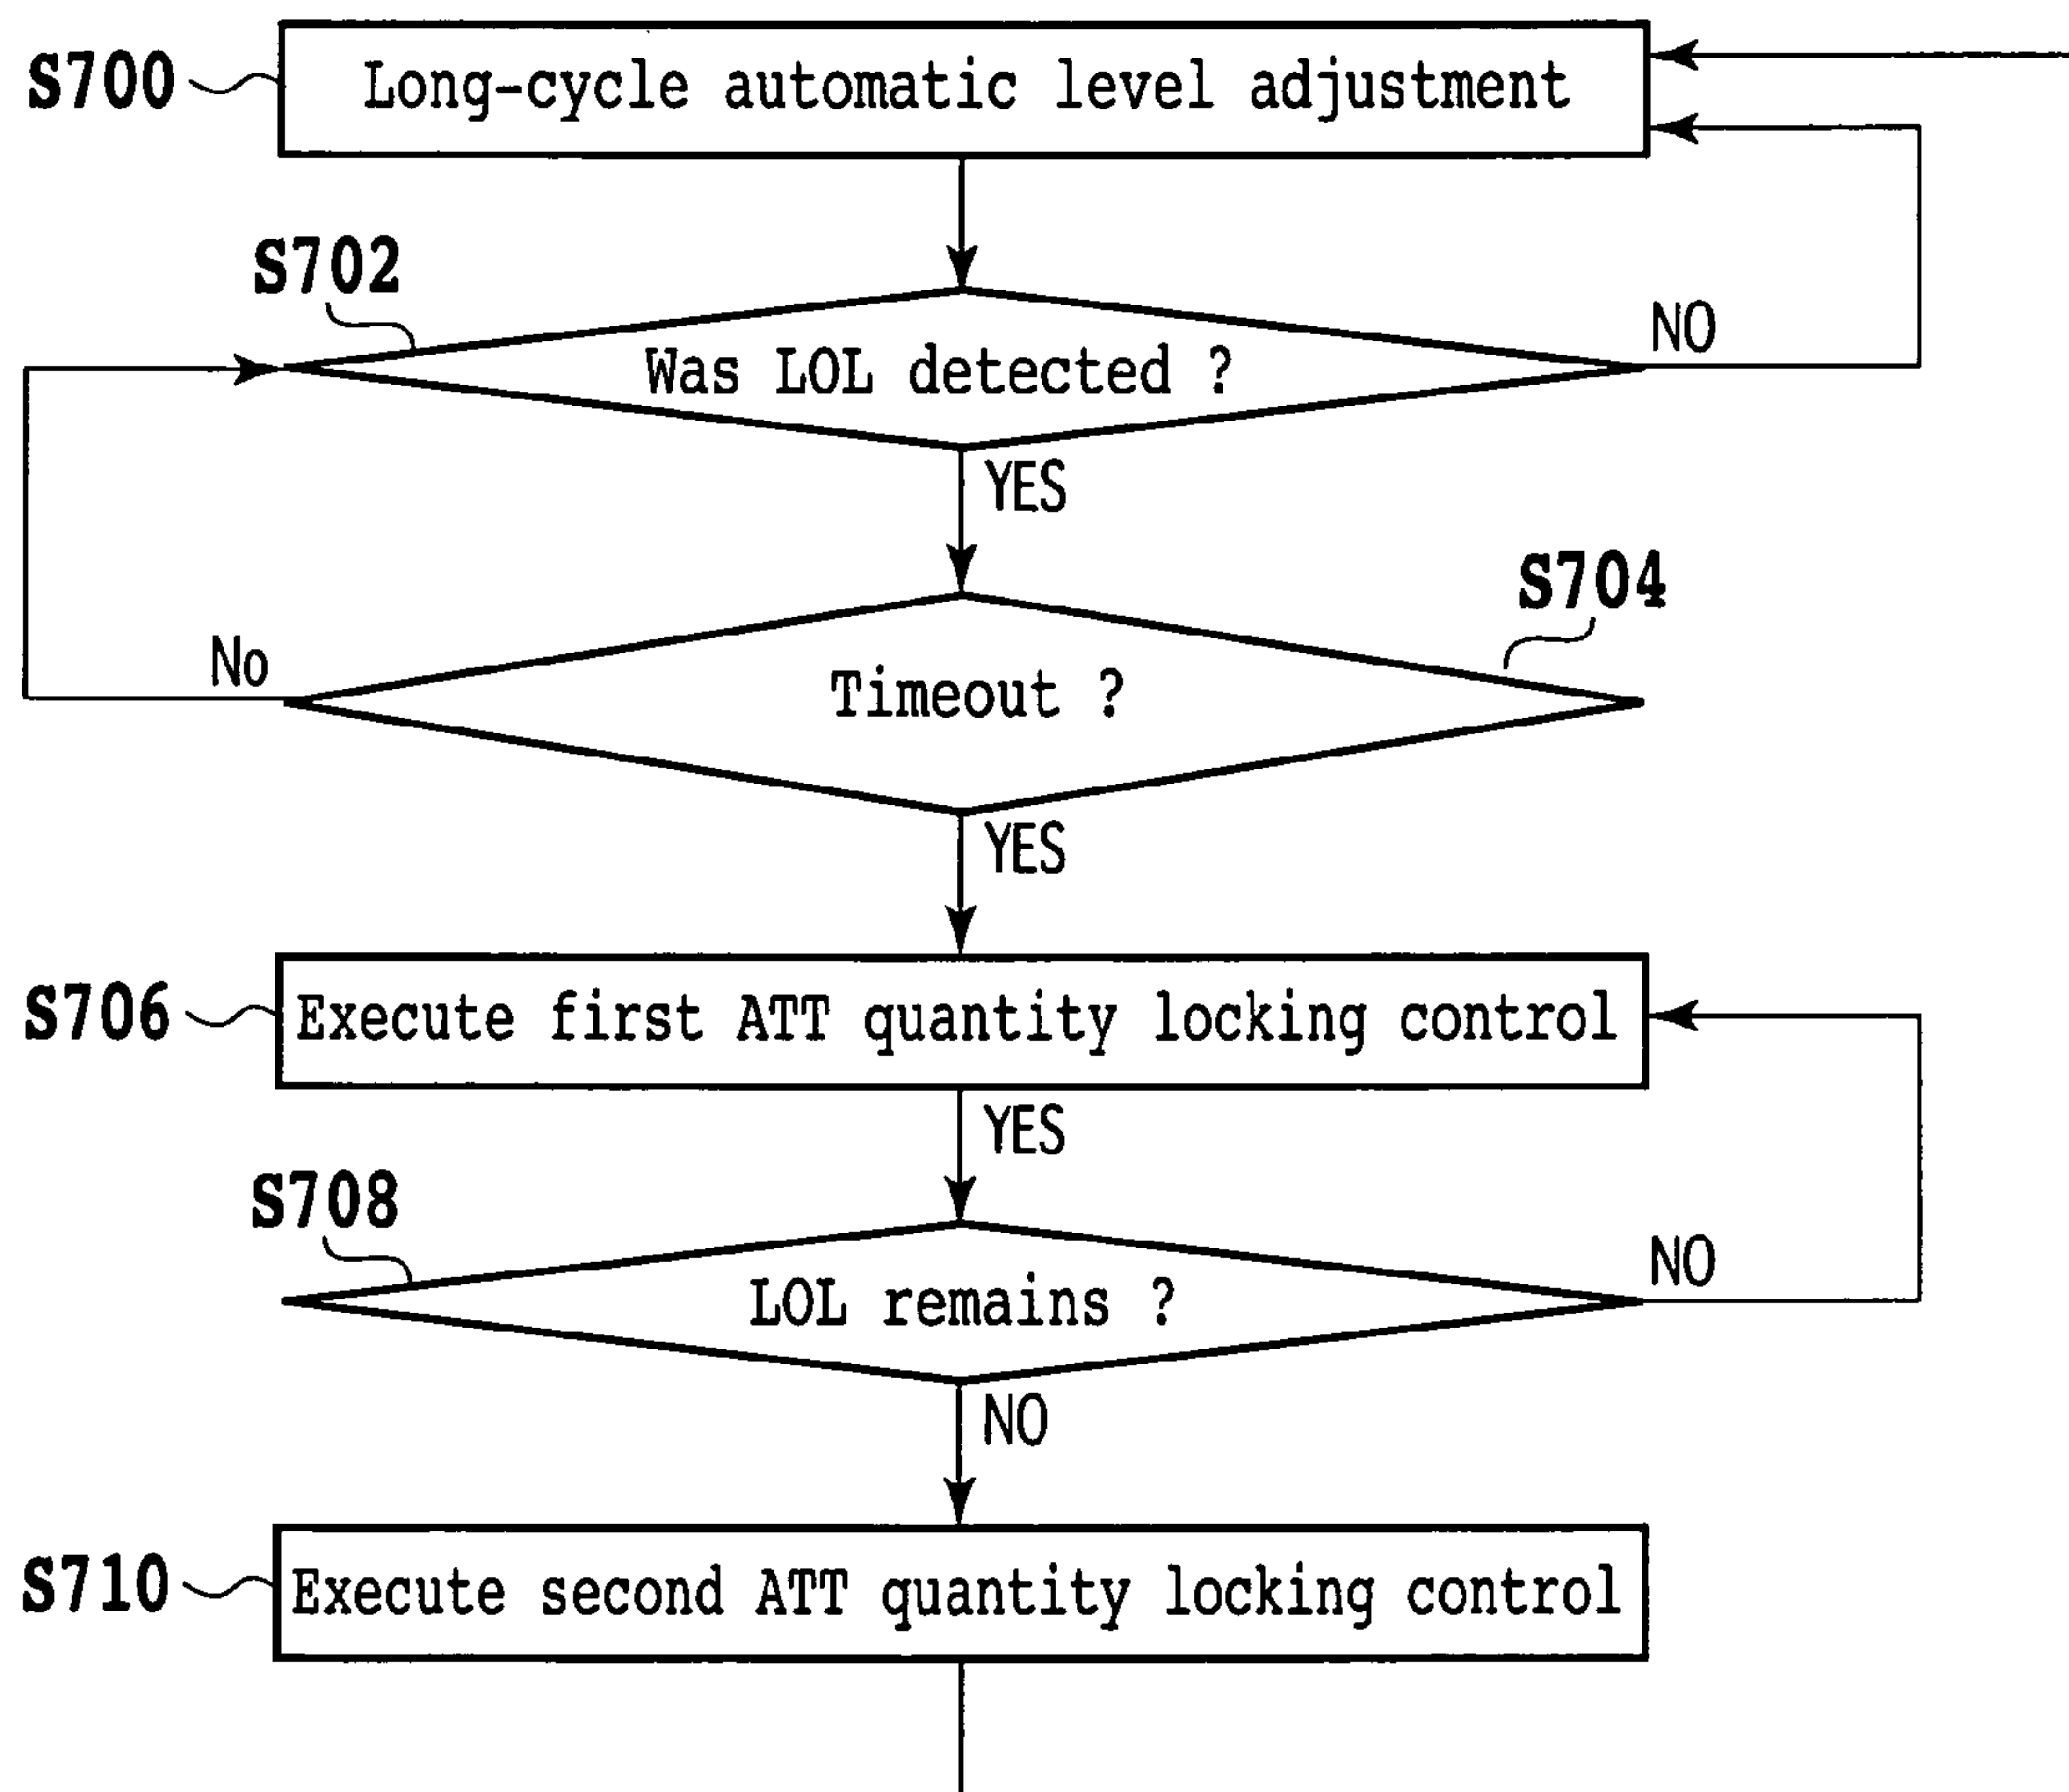 S700
Long-cycle automatic level adjustment
S702
Was LOL detected ?
NO
YES
S704
Timeout ?
No
YES
S706
Execute first ATT quantity locking control
YES
S708
LOL remains ?
NO
NO
S710
Execute second ATT quantity locking control